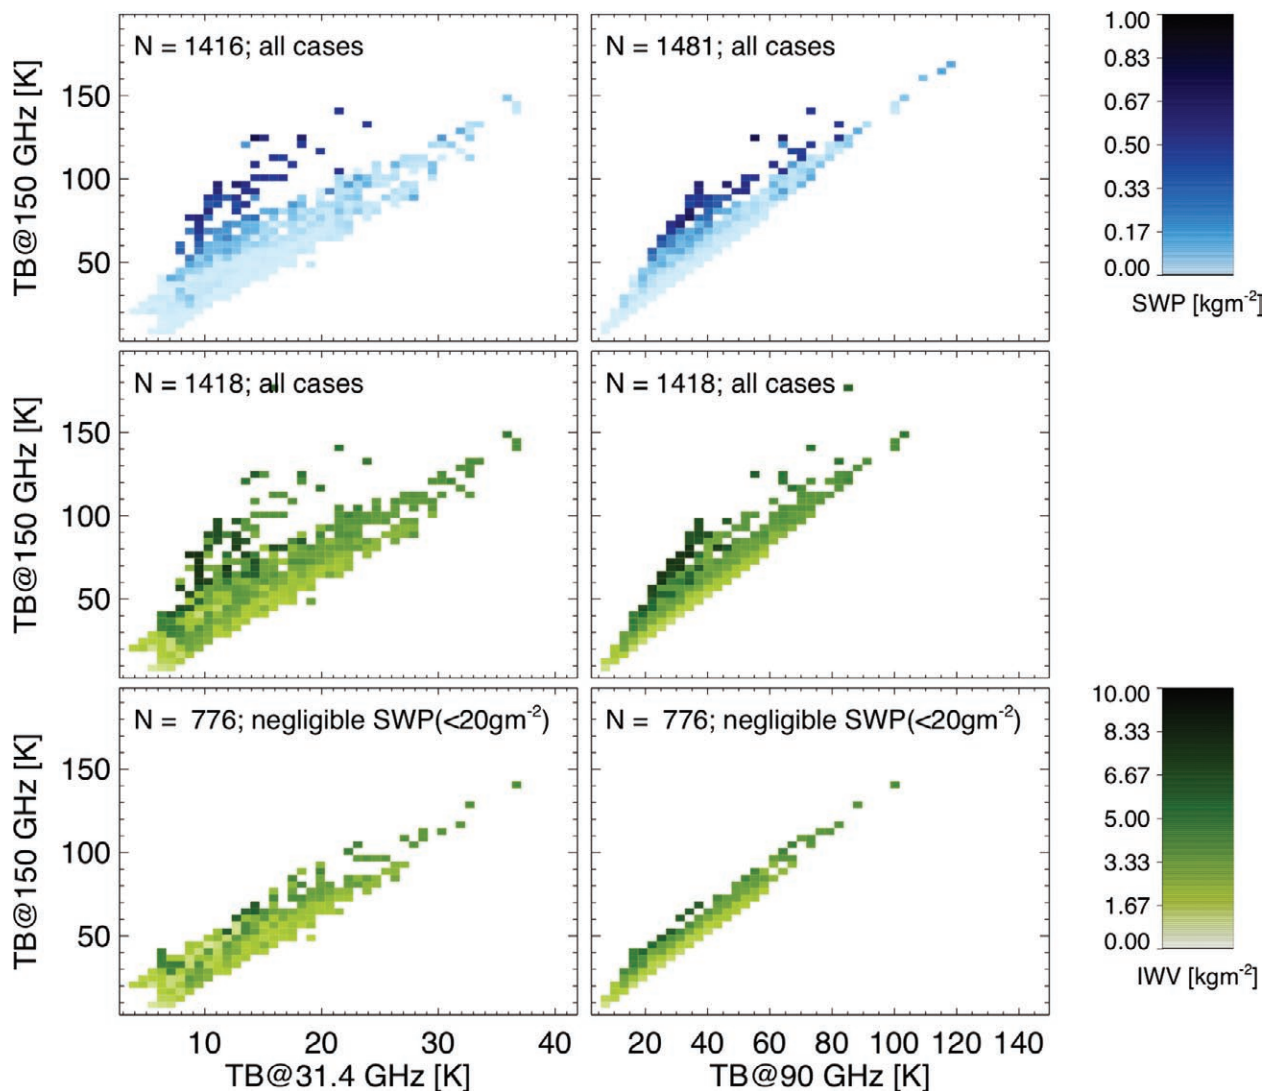 N = 1416; all cases
N = 1481; all cases
TB@150 GHz [K]
150
100
50
1.00
0.83
0.67
0.50
0.33
0.17
0.00
SWP [kgm-2]
N = 1418; all cases
N = 1418; all cases
TB@150 GHz [K]
150
100
50
N = 776; negligible SWP(<20gm-2)
N = 776; negligible SWP(<20gm-2)
TB@150 GHz [K]
150
100
50
10.00
8.33
6.67
5.00
3.33
1.67
0.00
IWV [kgm-2]
10 20 30 40
20 40 60 80 100 120 140
TB@31.4 GHz [K]
TB@90 GHz [K]